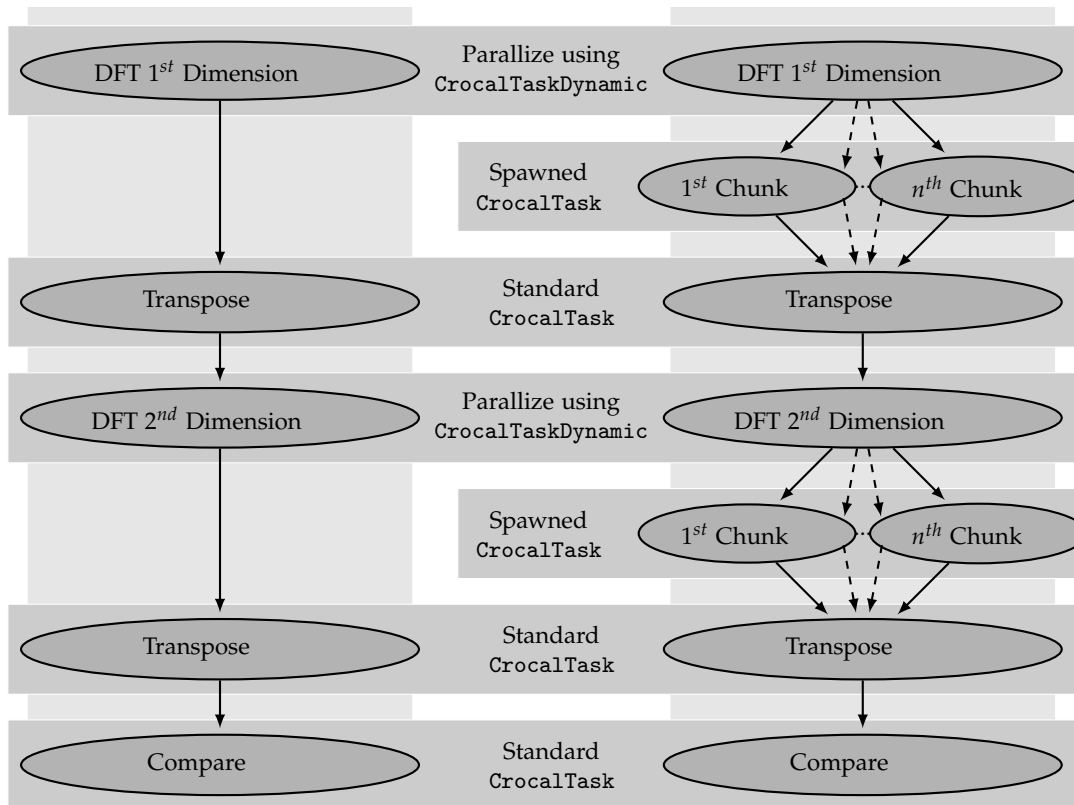 DFT 1st Dimension
Parallize using
CrocalTaskDynamic
DFT 1st Dimension
Spawned
CrocalTask
1st Chunk
...
nth Chunk
Transpose
Standard
CrocalTask
Transpose
DFT 2nd Dimension
Parallize using
CrocalTaskDynamic
DFT 2nd Dimension
Spawned
CrocalTask
1st Chunk
...
nth Chunk
Transpose
Standard
CrocalTask
Transpose
Compare
Standard
CrocalTask
Compare